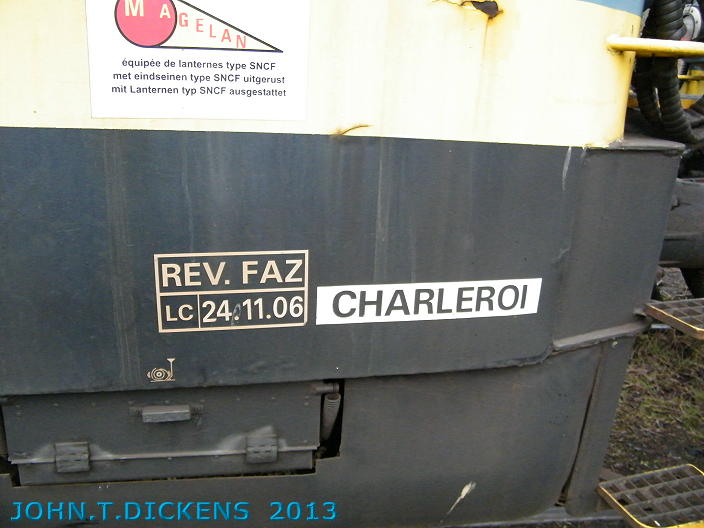 MAGELAN
équipée de lanternes type SNCF
met eindseinen type SNCF uitgerust
mit Lanternen typ SNCF ausgestattet
REV. FAZ
LC 24.11.06
CHARLEROI
JOHN.T.DICKENS 2013